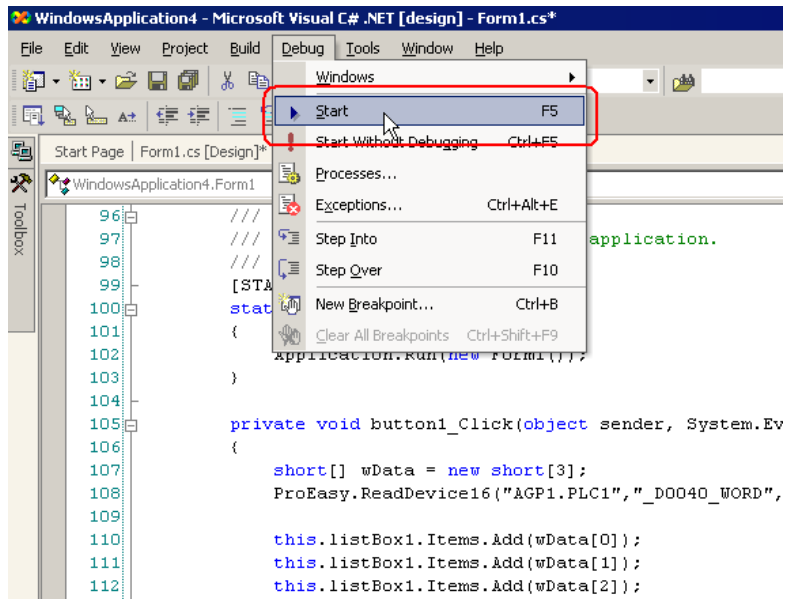 WindowsApplication4 - Microsoft Visual C# .NET [design] - Form1.cs*
File Edit View Project Build Debug Tools Window Help
Windows
Start F5
Start Without Debugging Ctrl+F5
Start Page Form1.cs [Design]*
Processes...
WindowsApplication4.Form1
Toolbox
Exceptions... Ctrl+Alt+E
Step Into F11
Step Over F10
New Breakpoint... Ctrl+B
Clear All Breakpoints Ctrl+Shift+F9
96 ///
97 /// application.
98 ///
99 [STA
100 stat
101 {
102 Application.Run(new Form1());
103 }
104
105 private void button1_Click(object sender, System.Ev
106 {
107 short[] wData = new short[3];
108 ProEasy.ReadDevice16("AGP1.PLC1","_D0040_WORD",
109
110 this.listBox1.Items.Add(wData[0]);
111 this.listBox1.Items.Add(wData[1]);
112 this.listBox1.Items.Add(wData[2]);